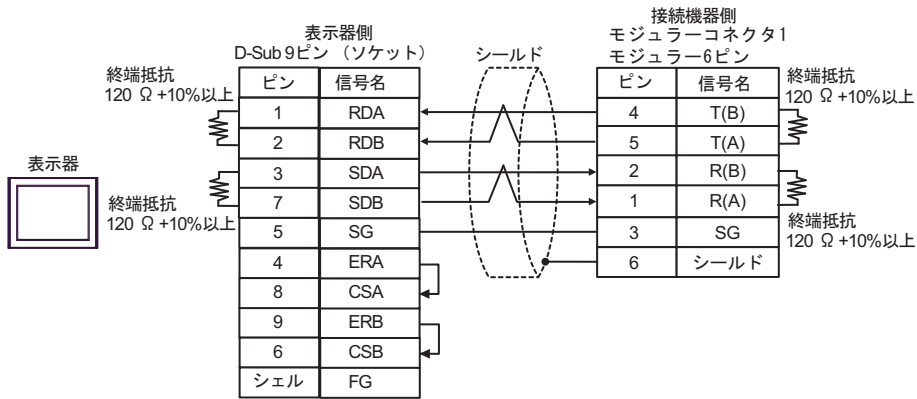 表示器側
D-Sub 9ピン （ソケット）
シールド
接続機器側
モジュラーコネクタ1
モジュラー6ピン
終端抵抗
120 Ω +10%以上
ピン 信号名
1 RDA
2 RDB
3 SDA
7 SDB
5 SG
4 ERA
8 CSA
9 ERB
6 CSB
シェル FG
表示器
終端抵抗
120 Ω +10%以上
ピン 信号名
4 T(B)
5 T(A)
2 R(B)
1 R(A)
3 SG
6 シールド
終端抵抗
120 Ω +10%以上
終端抵抗
120 Ω +10%以上